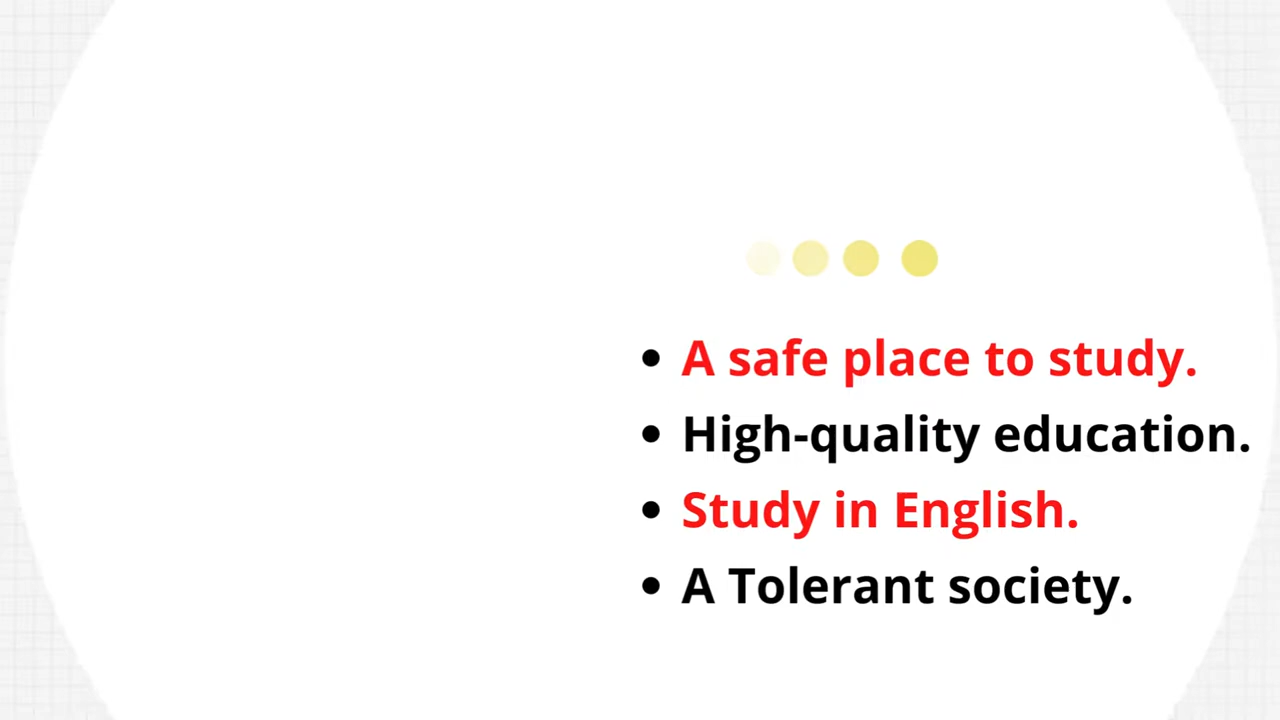 • A safe place to study.
• High-quality education.
• Study in English.
• A Tolerant society.